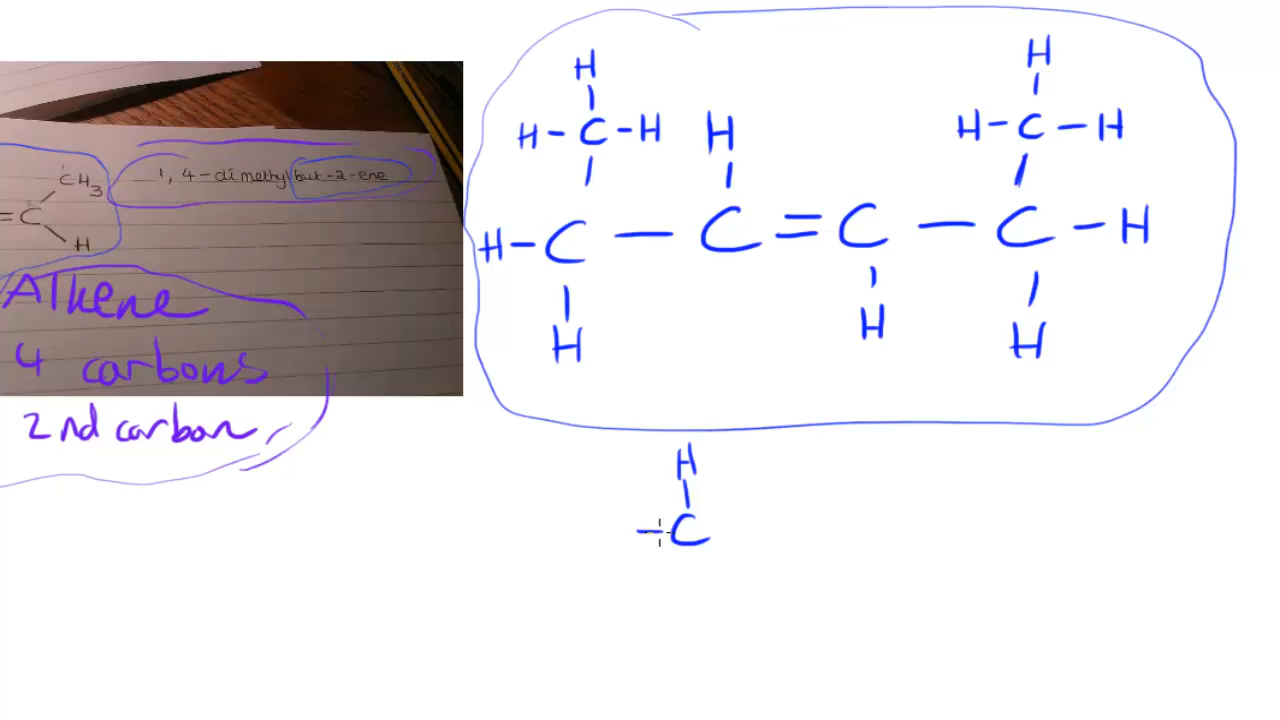 CH3
=C
H
1, 4-dimethyl but-2-ene
Alkene
4 carbons
2nd carbon
H H
H-C-H H H-C-H
H-C-C=C-C-H
H H H
H
-C